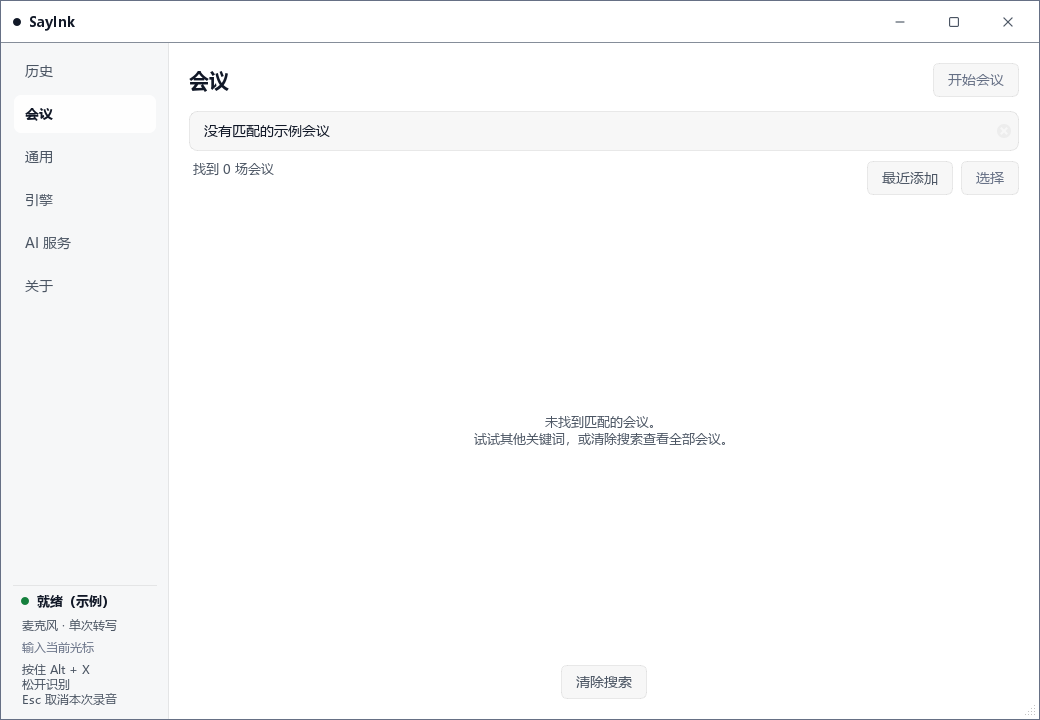 SayInk
历史
会议
通用
引擎
AI 服务
关于
就绪（示例）
麦克风 · 单次转写
输入当前光标
按住 Alt + X
松开识别
Esc 取消本次录音
会议
开始会议
没有匹配的示例会议
找到 0 场会议
最近添加
选择
未找到匹配的会议。
试试其他关键词，或清除搜索查看全部会议。
清除搜索